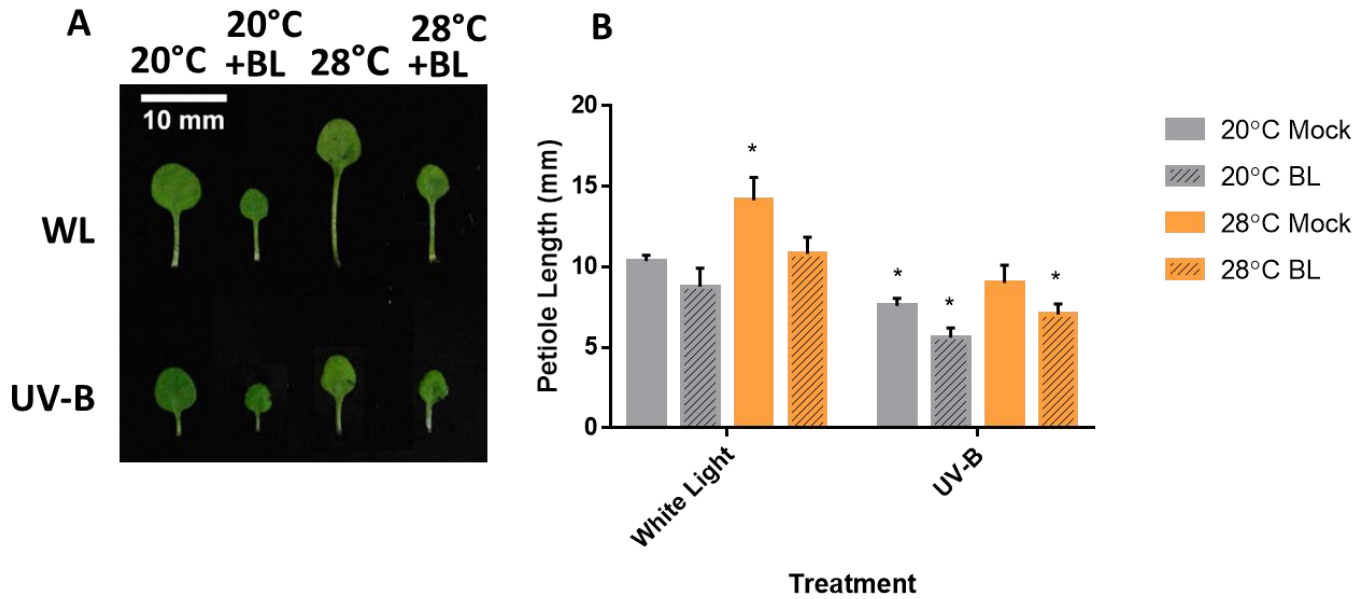 A
20°C
20°C
+BL
28°C
28°C
+BL
10 mm
WL
UV-B
B
Petiole Length (mm)
20
15
10
5
0
*
*
*
*
White Light
UV-B
Treatment
20°C Mock
20°C BL
28°C Mock
28°C BL